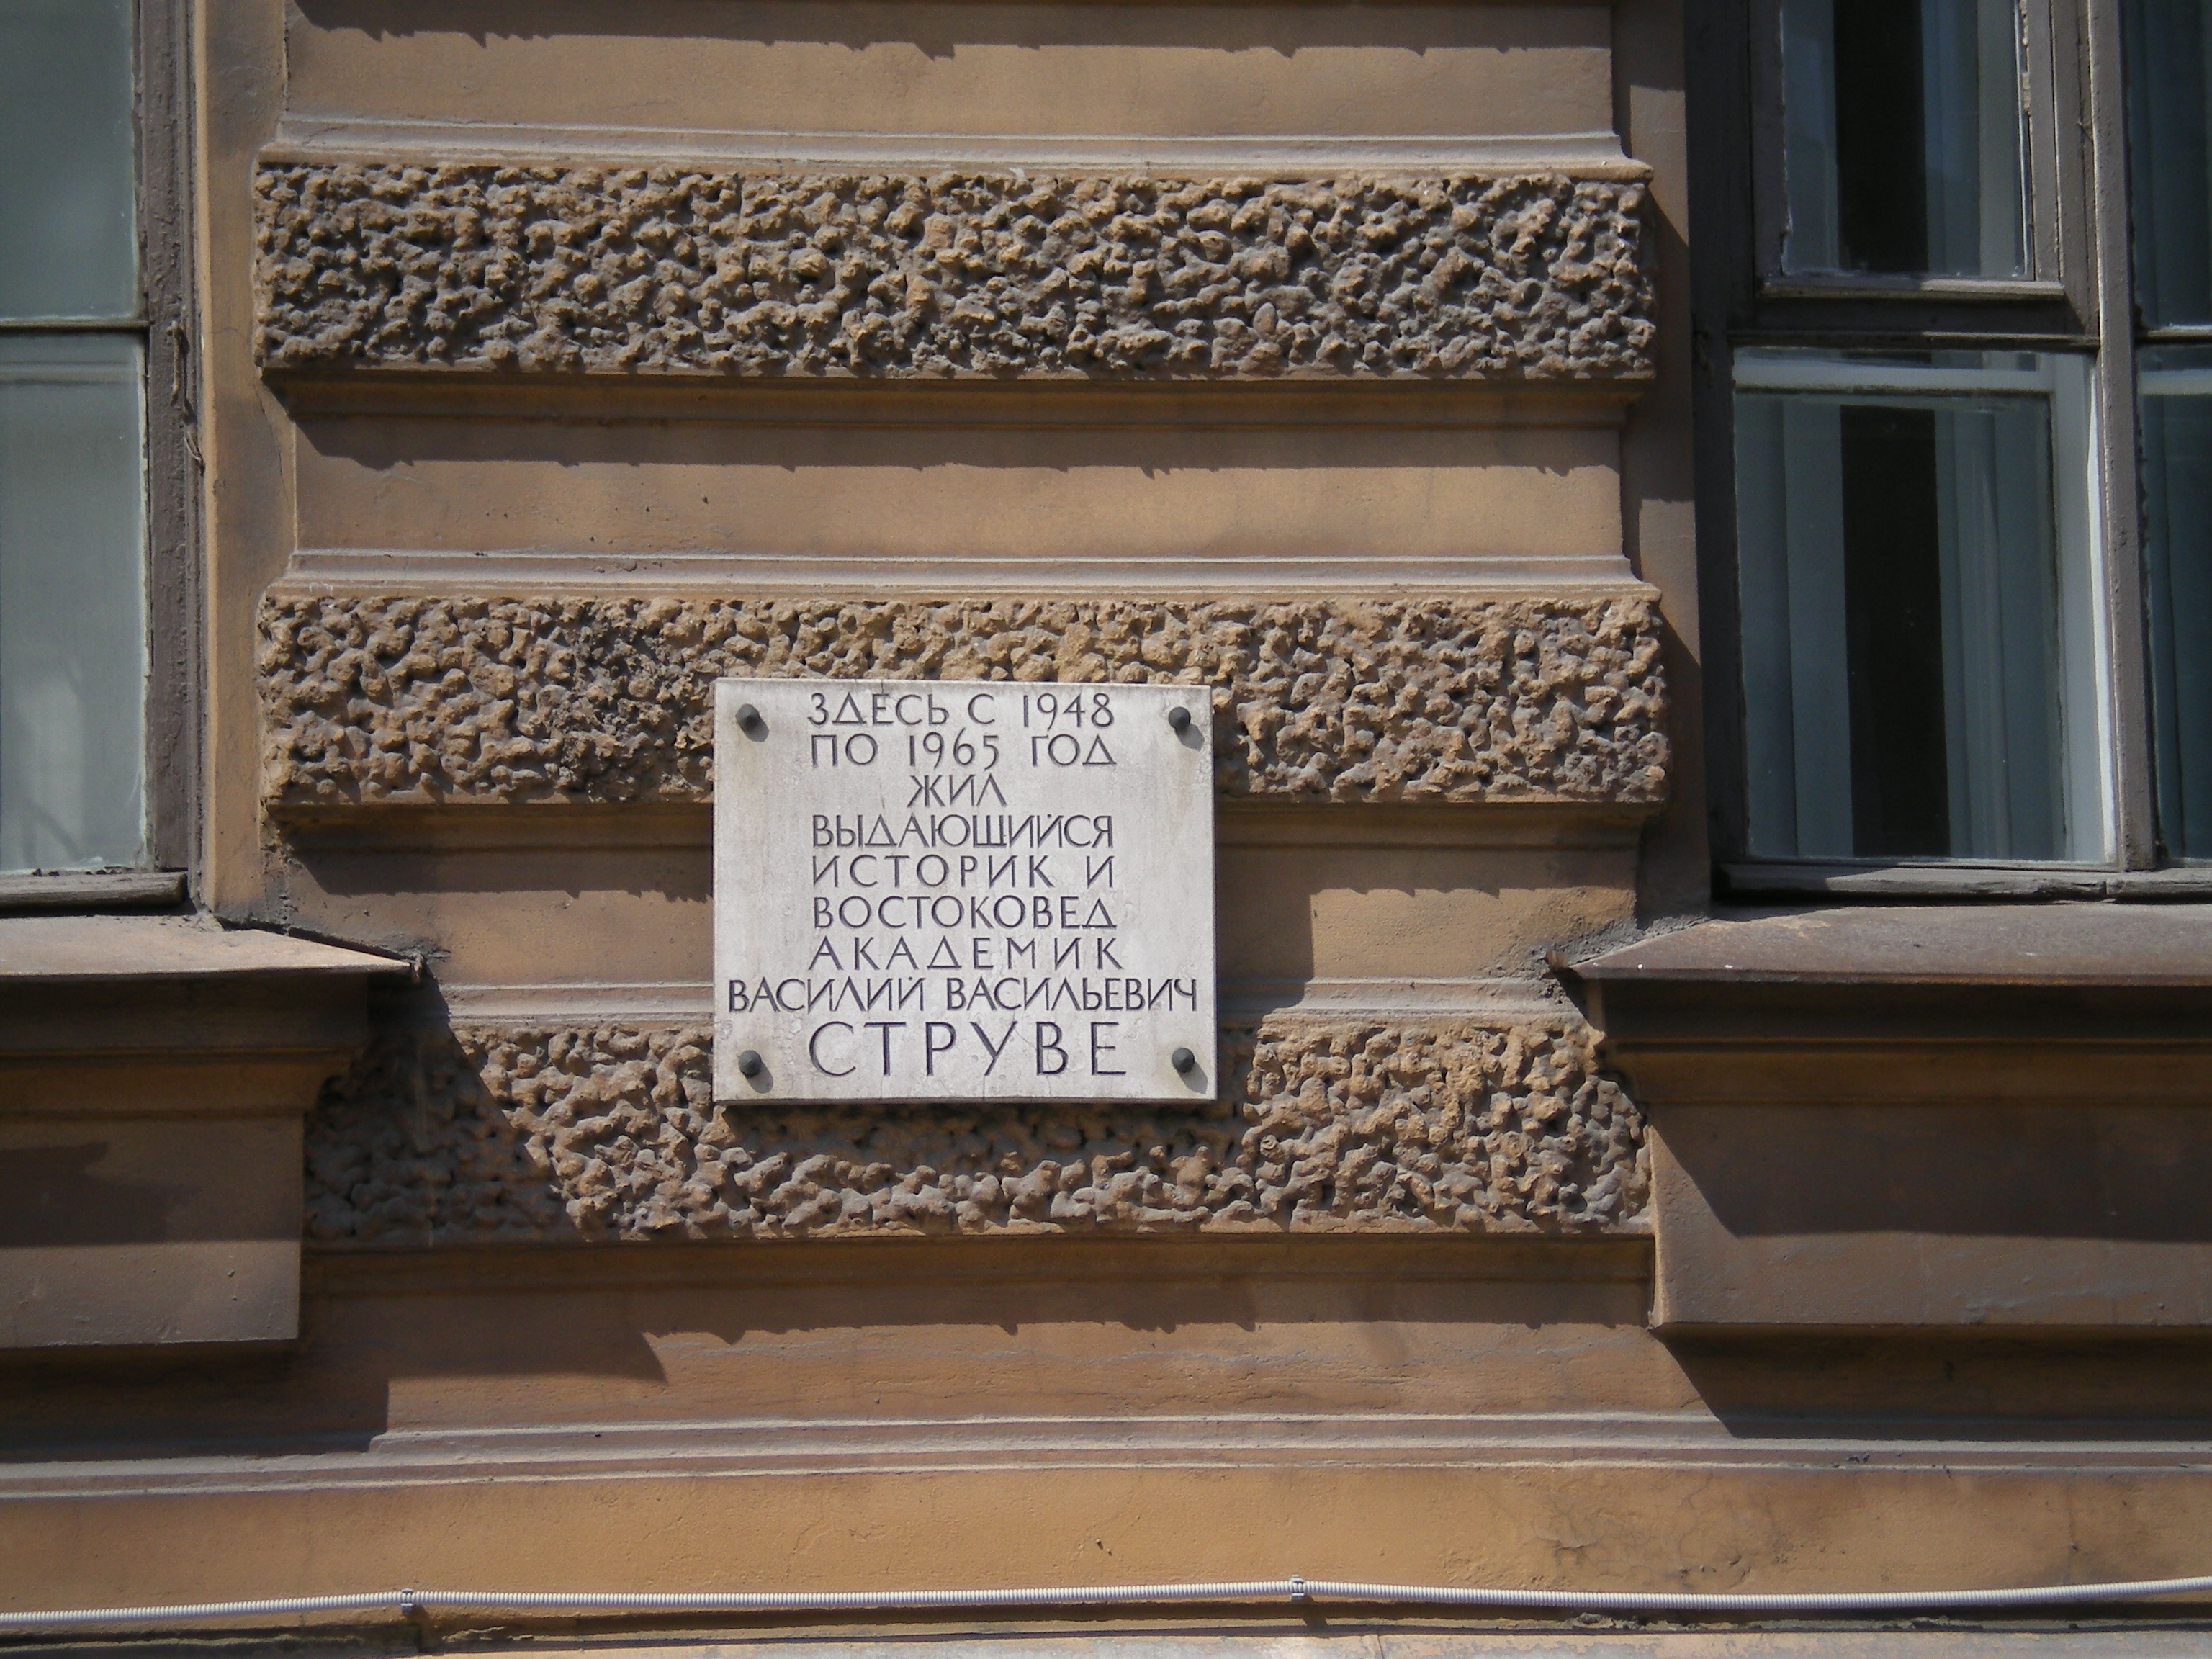 ЗДЕСЬ С 1948
ПО 1965 ГОД
ЖИЛ
ВЫДАЮЩИЙСЯ
ИСТОРИК И
ВОСТОКОВЕД
АКАДЕМИК
ВАСИЛИЙ ВАСИЛЬЕВИЧ
СТРУВЕ